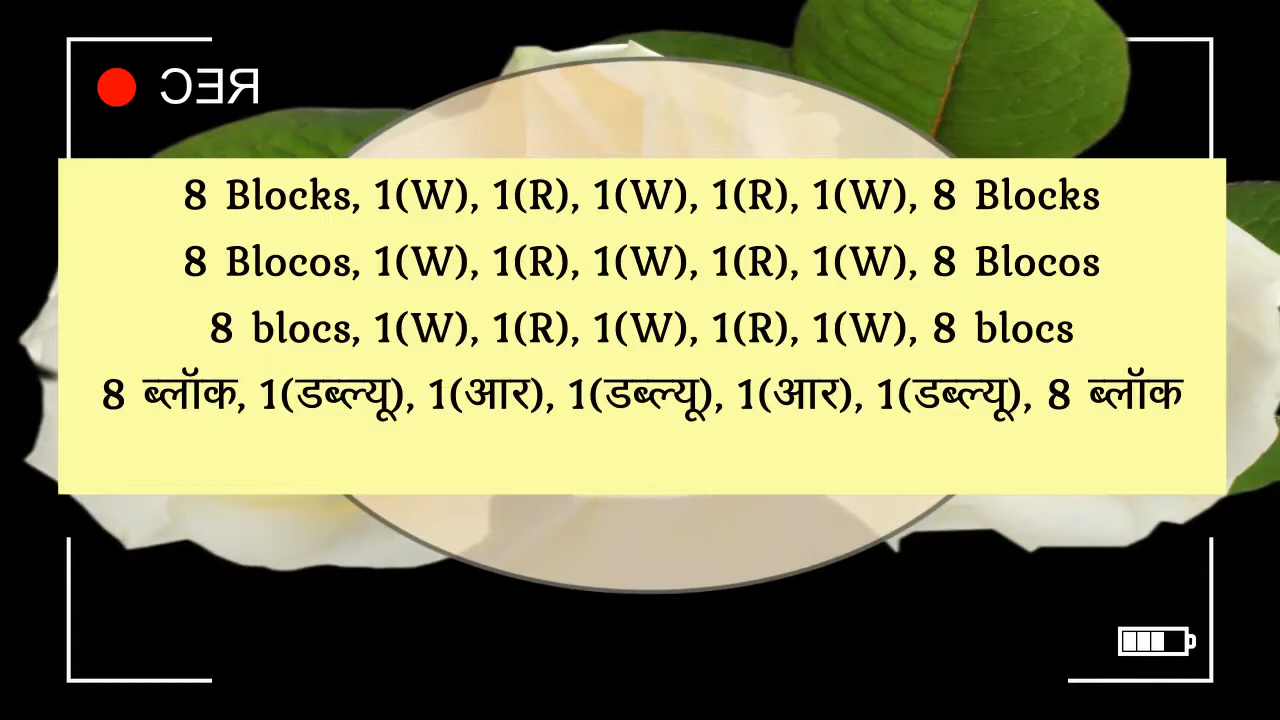 REC
8 Blocks, 1(W), 1(R), 1(W), 1(R), 1(W), 8 Blocks
8 Blocos, 1(W), 1(R), 1(W), 1(R), 1(W), 8 Blocos
8 blocs, 1(W), 1(R), 1(W), 1(R), 1(W), 8 blocs
8 ब्लॉक, 1(डब्ल्यू), 1(आर), 1(डब्ल्यू), 1(आर), 1(डब्ल्यू), 8 ब्लॉक